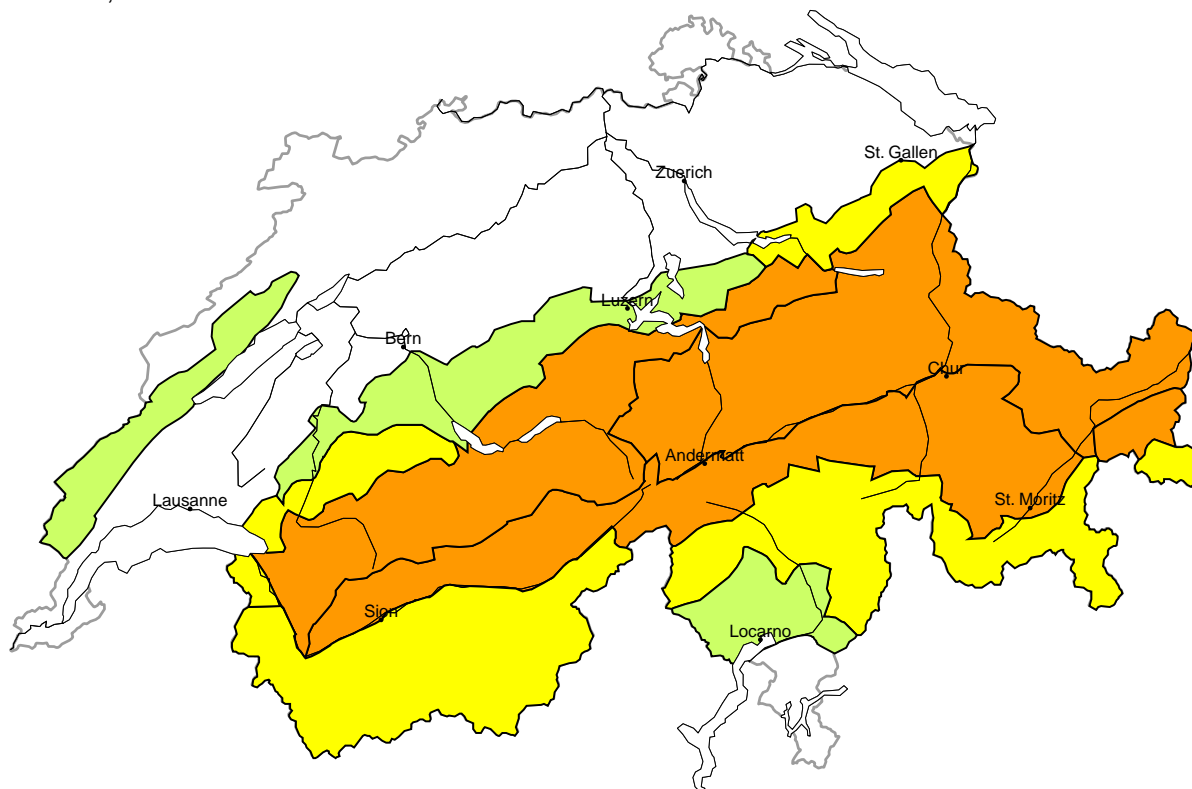 St. Gallen
Zuerich
Luzern
Bern
Chur
Andermatt
Lausanne
St. Moritz
Sion
Locarno